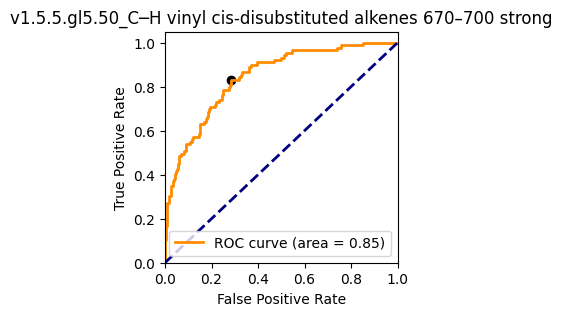 v1.5.5.gl5.50_C─H vinyl cis-disubstituted alkenes 670–700 strong
1.0
0.8
0.6
0.4
0.2
0.0
True Positive Rate
ROC curve (area = 0.85)
0.0 0.2 0.4 0.6 0.8 1.0
False Positive Rate